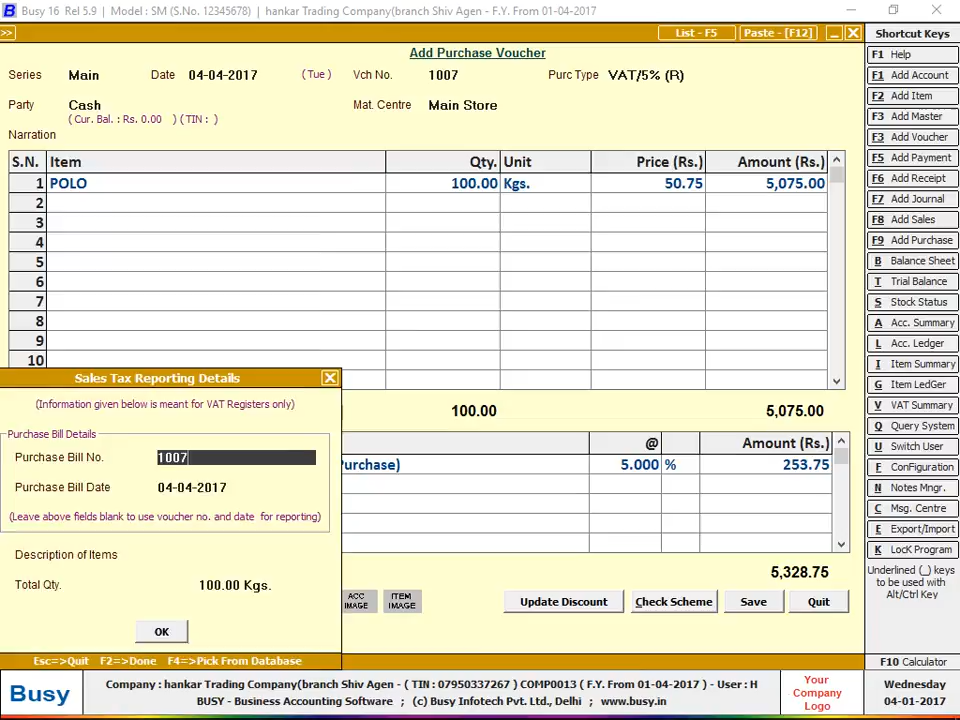 Busy 16 Rel 5.9 | Model : SM (S.No. 12345678) | hankar Trading Company(branch Shiv Agen - F.Y. From 01-04-2017
>> List - F5 Paste - [F12]
Add Purchase Voucher
Series Main Date 04-04-2017 ( Tue ) Vch No. 1007 Purc Type VAT/5% (R)
Party Cash Mat. Centre Main Store
( Cur. Bal. : Rs. 0.00 ) ( TIN : )
Narration
S.N. Item Qty. Unit Price (Rs.) Amount (Rs.)
1 POLO 100.00 Kgs. 50.75 5,075.00
2
3
4
5
6
7
8
9
10
100.00 5,075.00
Sales Tax Reporting Details
(Information given below is meant for VAT Registers only)
Purchase Bill Details
Purchase Bill No. 1007
Purchase Bill Date 04-04-2017
(Leave above fields blank to use voucher no. and date for reporting)
Description of Items
Total Qty. 100.00 Kgs.
OK
Esc=>Quit F2=>Done F4=>Pick From Database
@ Amount (Rs.)
Purchase) 5.000 % 253.75
5,328.75
ACC IMAGE
ITEM IMAGE
Update Discount Check Scheme Save Quit
Shortcut Keys
F1 Help
F1 Add Account
F2 Add Item
F3 Add Master
F3 Add Voucher
F5 Add Payment
F6 Add Receipt
F7 Add Journal
F8 Add Sales
F9 Add Purchase
B Balance Sheet
T Trial Balance
S Stock Status
A Acc. Summary
L Acc. Ledger
I Item Summary
G Item LedGer
V VAT Summary
Q Query System
U Switch User
F Configuration
N Notes Mngr.
C Msg. Centre
E Export/Import
K LocK Program
Underlined (_) keys
to be used with
Alt/Ctrl Key
F10 Calculator
Busy
Company : hankar Trading Company(branch Shiv Agen - ( TIN : 07950337267 ) COMP0013 ( F.Y. From 01-04-2017 ) - User : H
BUSY - Business Accounting Software ; (c) Busy Infotech Pvt. Ltd., Delhi ; www.busy.in
Your
Company
Logo
Wednesday
04-01-2017